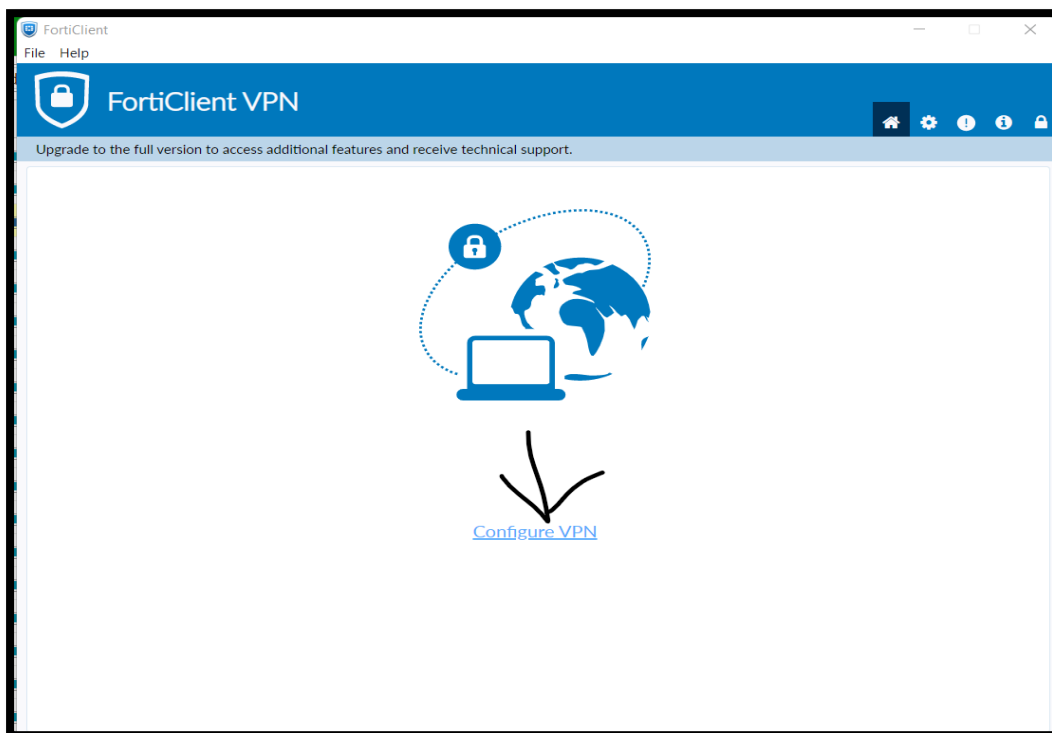 FortiClient
File Help
FortiClient VPN
Upgrade to the full version to access additional features and receive technical support.
Configure VPN